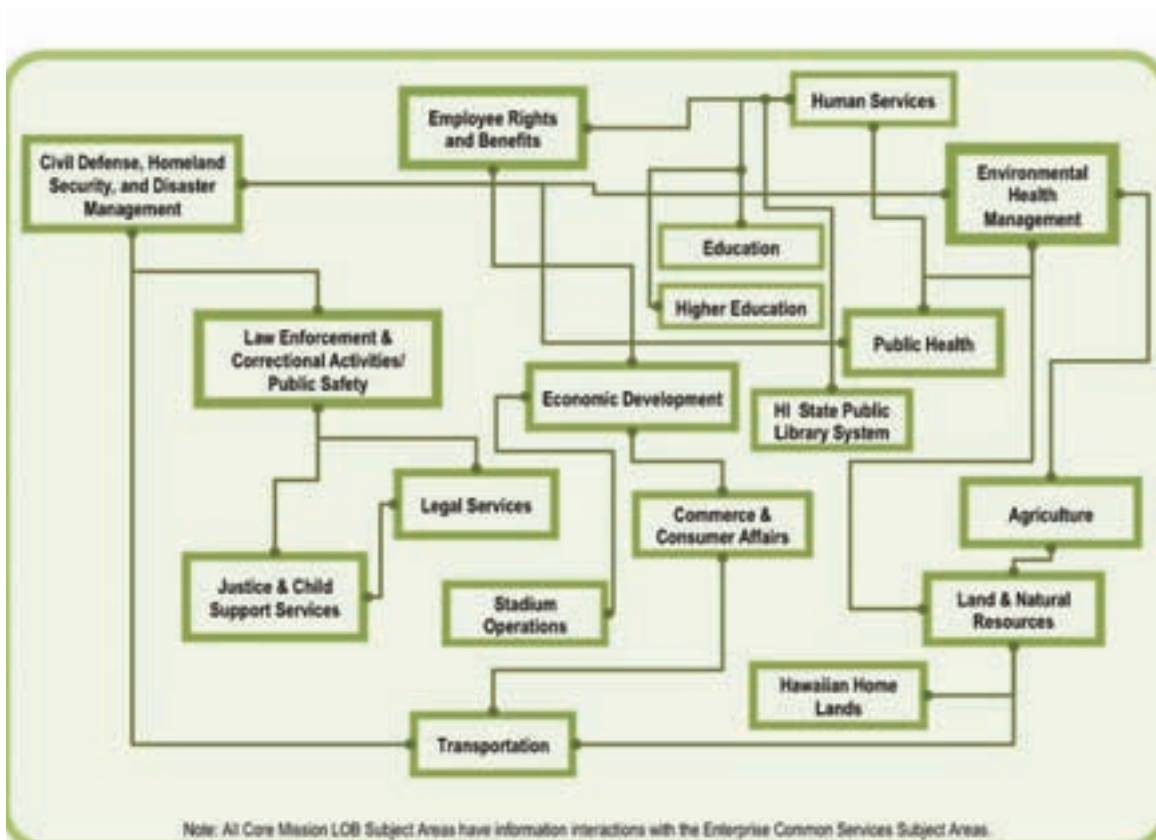 Human Services
Employee Rights
and Benefits
Civil Defense, Homeland
Security, and Disaster
Management
Environmental
Health
Management
Education
Higher Education
Law Enforcement &
Correctional Activities/
Public Safety
Public Health
Economic Development
HI State Public
Library System
Legal Services
Commerce &
Consumer Affairs
Agriculture
Justice & Child
Support Services
Stadium
Operations
Land & Natural
Resources
Hawaiian Home
Lands
Transportation
Note: All Core Mission LOB Subject Areas have information interactions with the Enterprise Common Services Subject Areas.